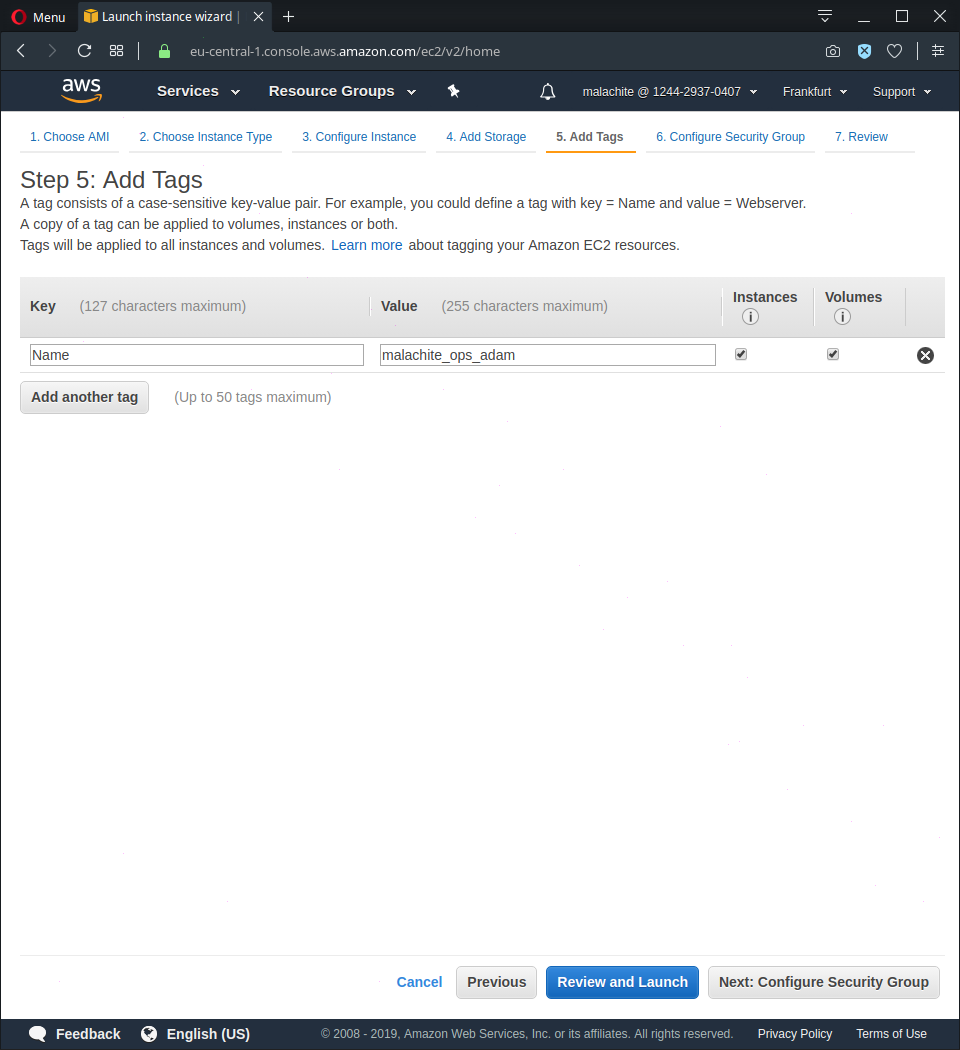 Menu
Launch instance wizard |
eu-central-1.console.aws.amazon.com/ec2/v2/home
aws
Services
Resource Groups
malachite @ 1244-2937-0407
Frankfurt
Support
1. Choose AMI
2. Choose Instance Type
3. Configure Instance
4. Add Storage
5. Add Tags
6. Configure Security Group
7. Review
Step 5: Add Tags
A tag consists of a case-sensitive key-value pair. For example, you could define a tag with key = Name and value = Webserver.
A copy of a tag can be applied to volumes, instances or both.
Tags will be applied to all instances and volumes. Learn more about tagging your Amazon EC2 resources.
Key (127 characters maximum)
Value (255 characters maximum)
Instances
Volumes
Name
malachite_ops_adam
Add another tag
(Up to 50 tags maximum)
Cancel
Previous
Review and Launch
Next: Configure Security Group
Feedback
English (US)
© 2008 - 2019, Amazon Web Services, Inc. or its affiliates. All rights reserved.
Privacy Policy
Terms of Use